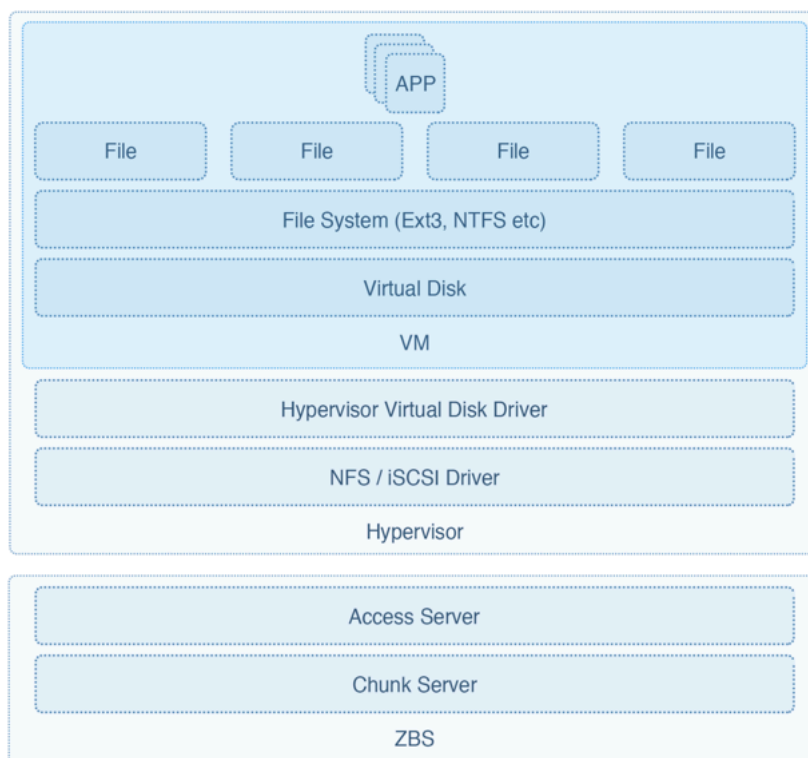 APP
File File File File
File System (Ext3, NTFS etc)
Virtual Disk
VM
Hypervisor Virtual Disk Driver
NFS / iSCSI Driver
Hypervisor
Access Server
Chunk Server
ZBS